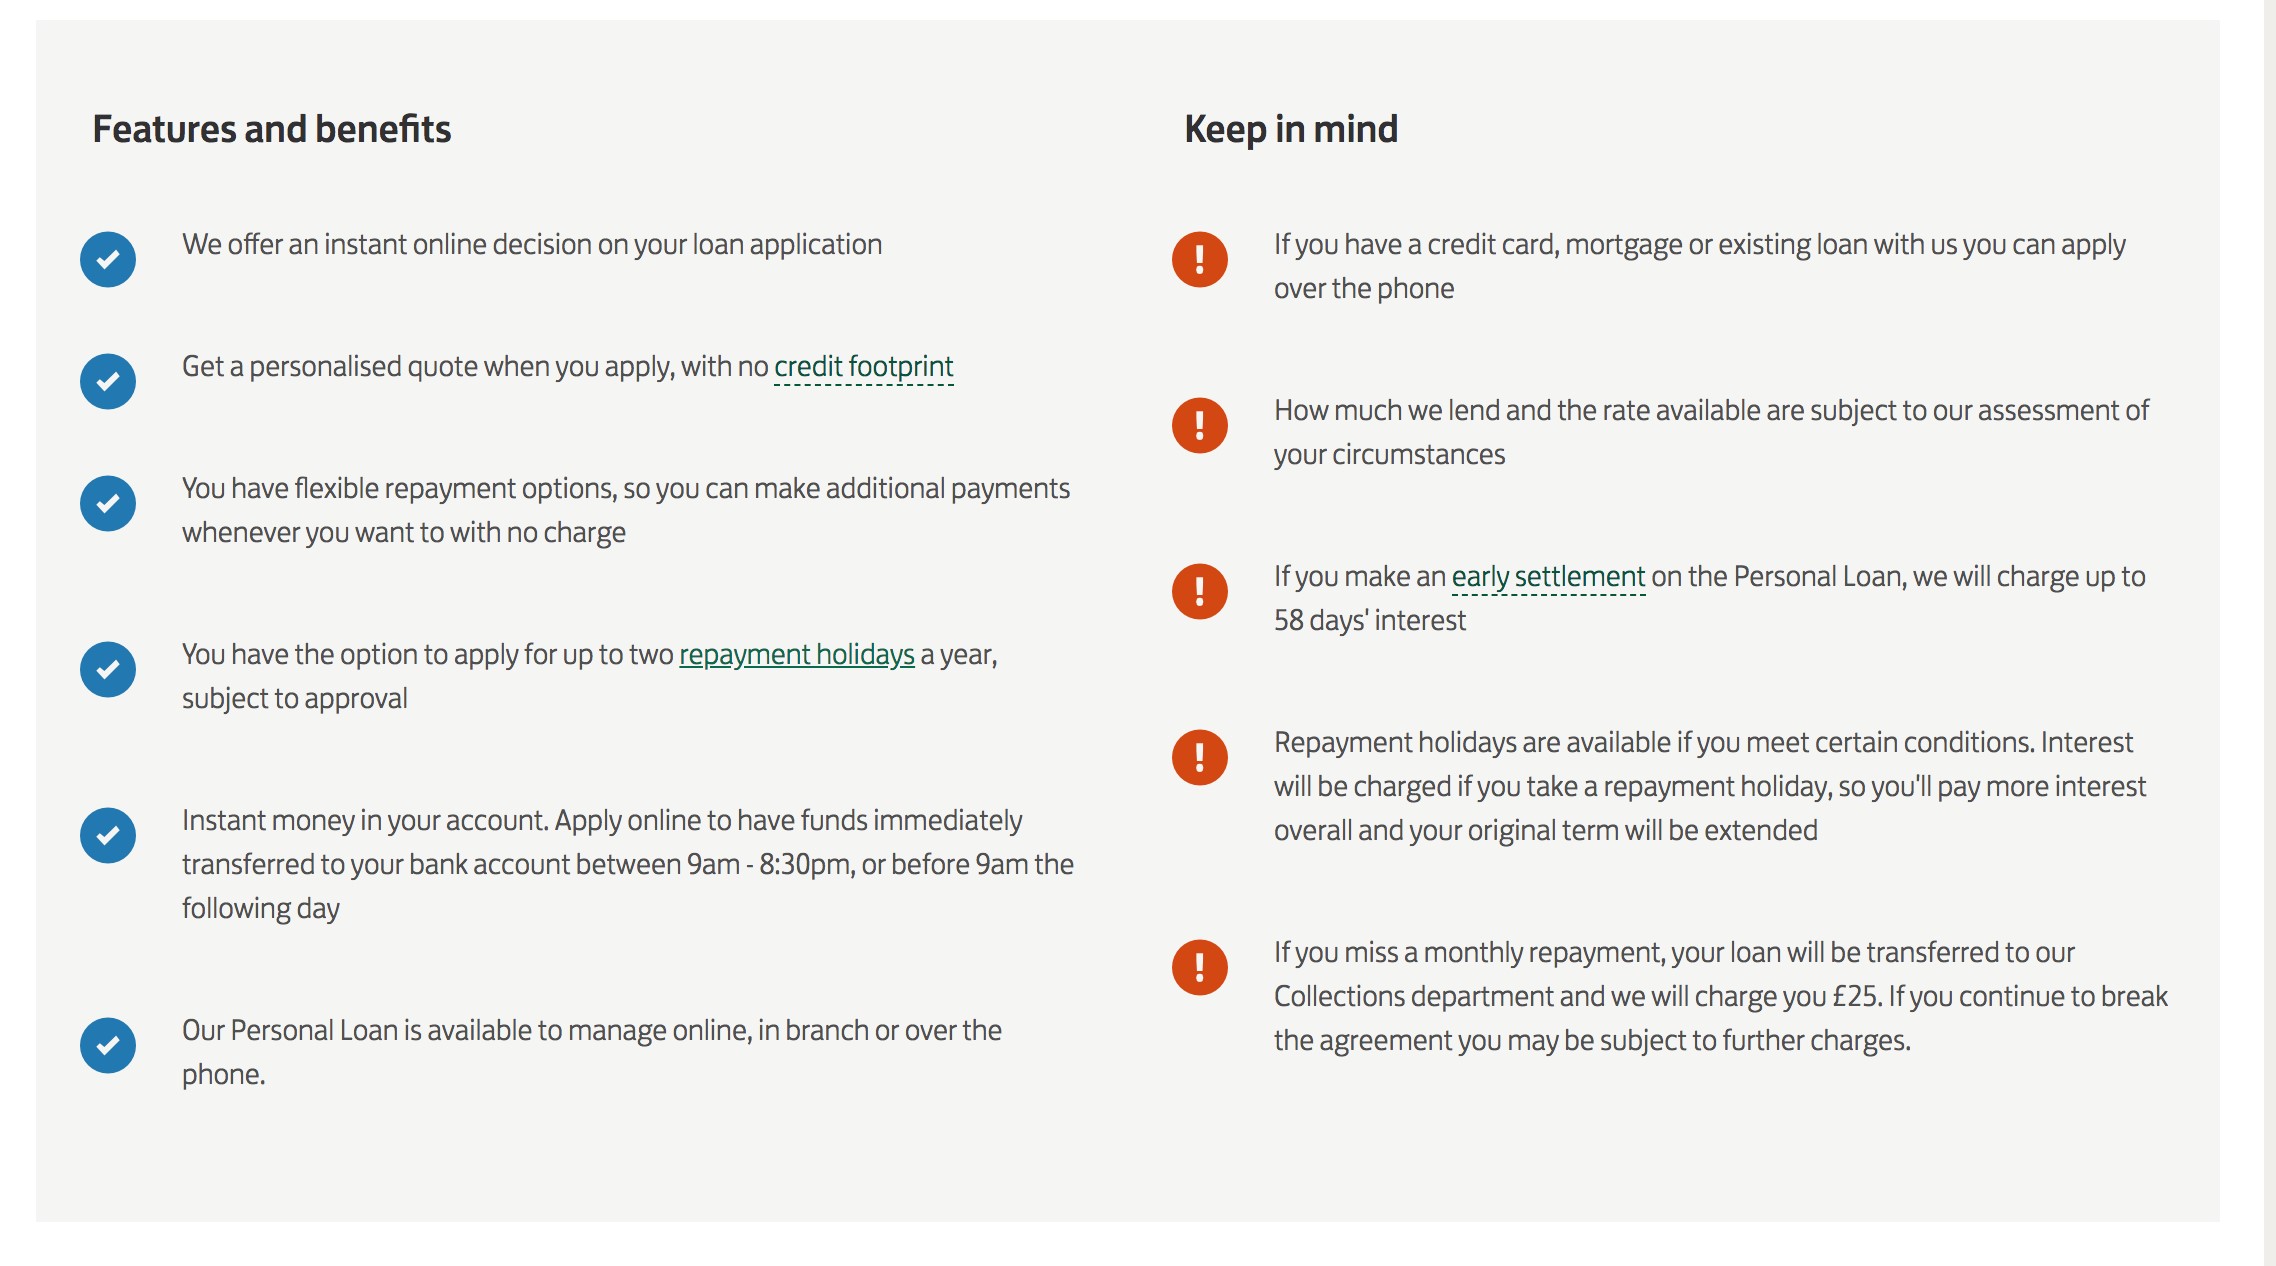 Features and benefits
We offer an instant online decision on your loan application
Get a personalised quote when you apply, with no credit footprint
You have flexible repayment options, so you can make additional payments
whenever you want to with no charge
You have the option to apply for up to two repayment holidays a year,
subject to approval
Instant money in your account. Apply online to have funds immediately
transferred to your bank account between 9am - 8:30pm, or before 9am the
following day
Our Personal Loan is available to manage online, in branch or over the
phone.
Keep in mind
If you have a credit card, mortgage or existing loan with us you can apply
over the phone
How much we lend and the rate available are subject to our assessment of
your circumstances
If you make an early settlement on the Personal Loan, we will charge up to
58 days' interest
Repayment holidays are available if you meet certain conditions. Interest
will be charged if you take a repayment holiday, so you'll pay more interest
overall and your original term will be extended
If you miss a monthly repayment, your loan will be transferred to our
Collections department and we will charge you £25. If you continue to break
the agreement you may be subject to further charges.